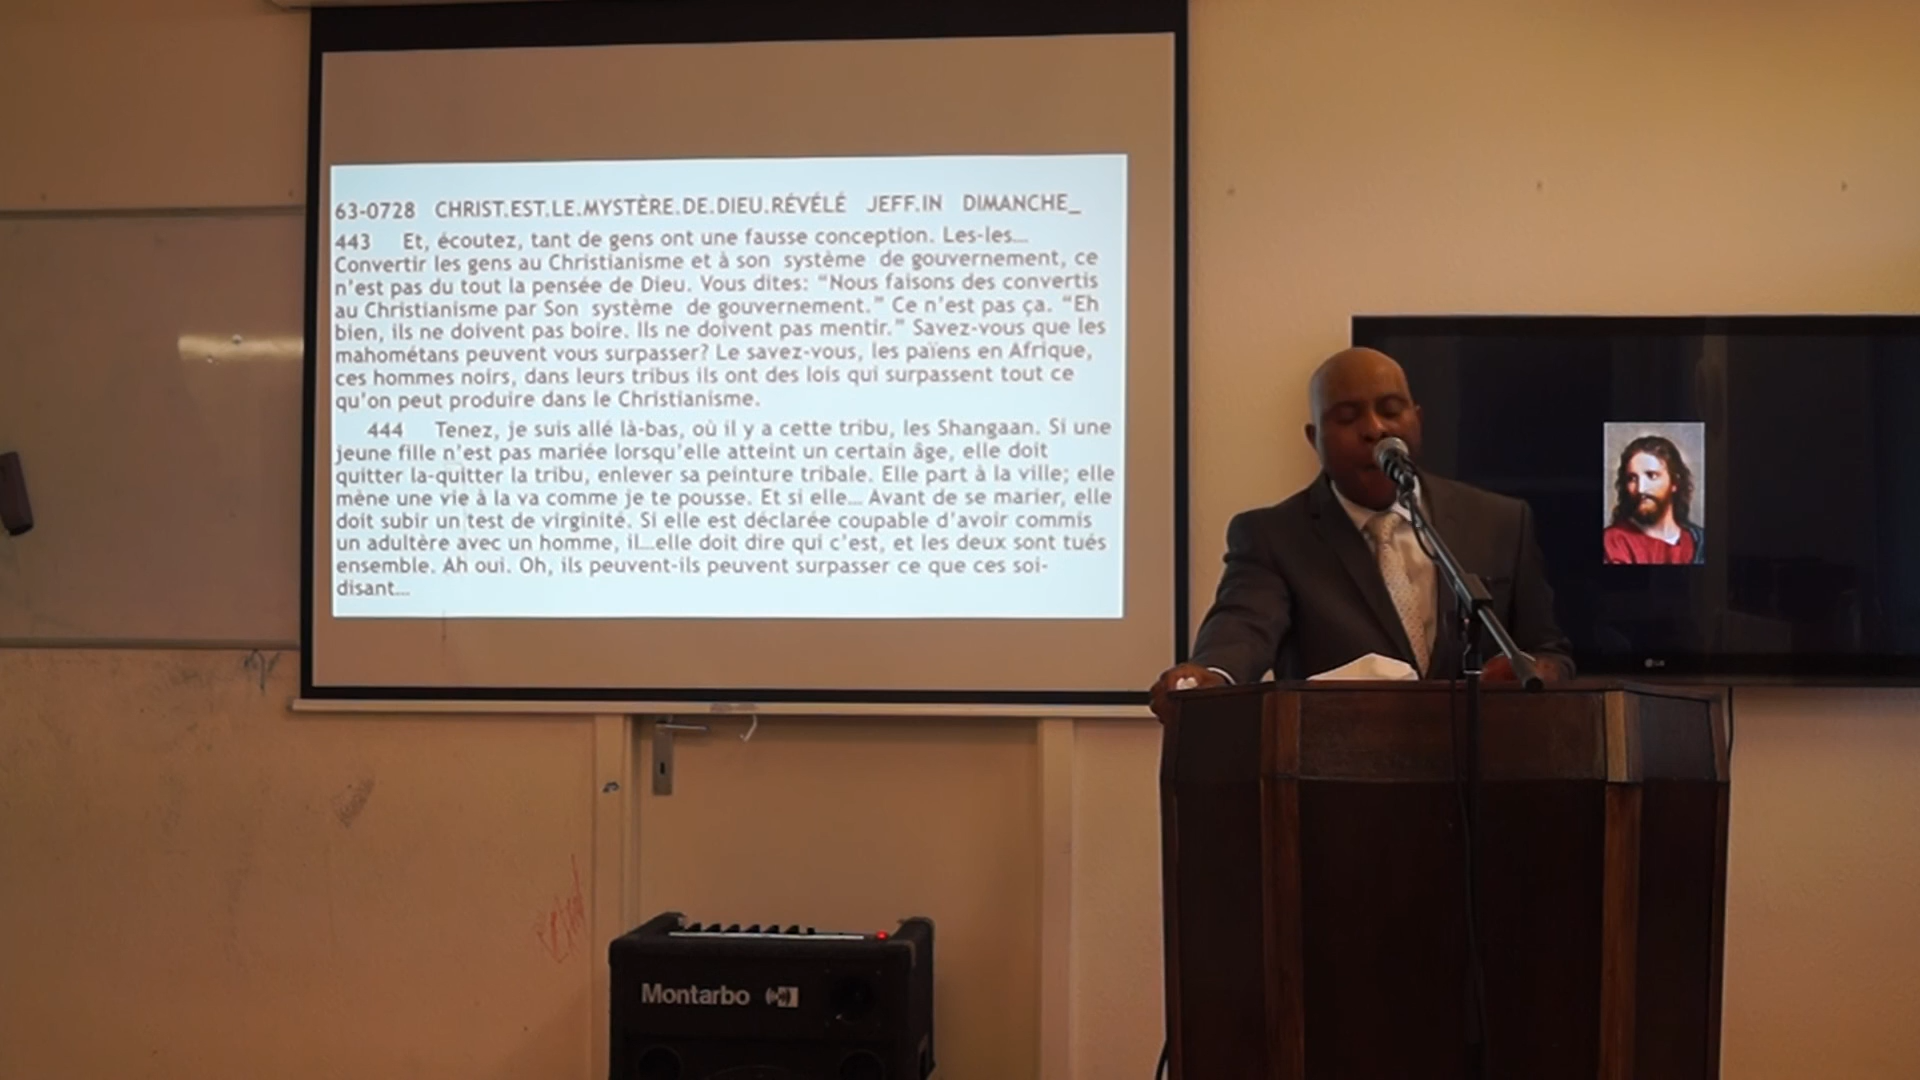 63-0728 CHRIST.EST.LE.MYSTÈRE.DE.DIEU.RÉVÉLÉ JEFF.IN DIMANCHE_
443 Et, écoutez, tant de gens ont une fausse conception. Les-les...
Convertir les gens au Christianisme et à son système de gouvernement, ce
n'est pas du tout la pensée de Dieu. Vous dites: "Nous faisons des convertis
au Christianisme par Son système de gouvernement." Ce n'est pas ça. "Eh
bien, ils ne doivent pas boire. Ils ne doivent pas mentir." Savez-vous que les
mahométans peuvent vous surpasser? Le savez-vous, les païens en Afrique,
ces hommes noirs, dans leurs tribus ils ont des lois qui surpassent tout ce
qu'on peut produire dans le Christianisme.
444 Tenez, je suis allé là-bas, où il y a cette tribu, les Shangaan. Si une
jeune fille n'est pas mariée lorsqu'elle atteint un certain âge, elle doit
quitter la-quitter la tribu, enlever sa peinture tribale. Elle part à la ville; elle
mène une vie à la va comme je te pousse. Et si elle... Avant de se marier, elle
doit subir un test de virginité. Si elle est déclarée coupable d'avoir commis
un adultère avec un homme, il...elle doit dire qui c'est, et les deux sont tués
ensemble. Ah oui. Oh, ils peuvent-ils peuvent surpasser ce que ces soi-
disant...
LG
Montarbo